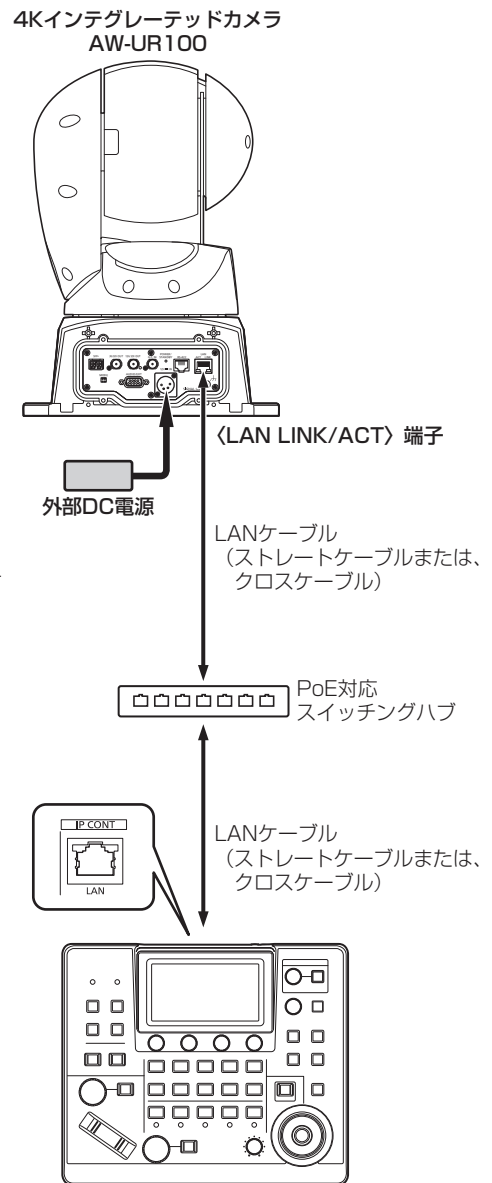 4Kインテグレーテッドカメラ
AW-UR100
〈LAN LINK/ACT〉端子
外部DC電源
LANケーブル
（ストレートケーブルまたは、
クロスケーブル）
PoE対応
スイッチングハブ
IP CONT
LAN
LANケーブル
（ストレートケーブルまたは、
クロスケーブル）